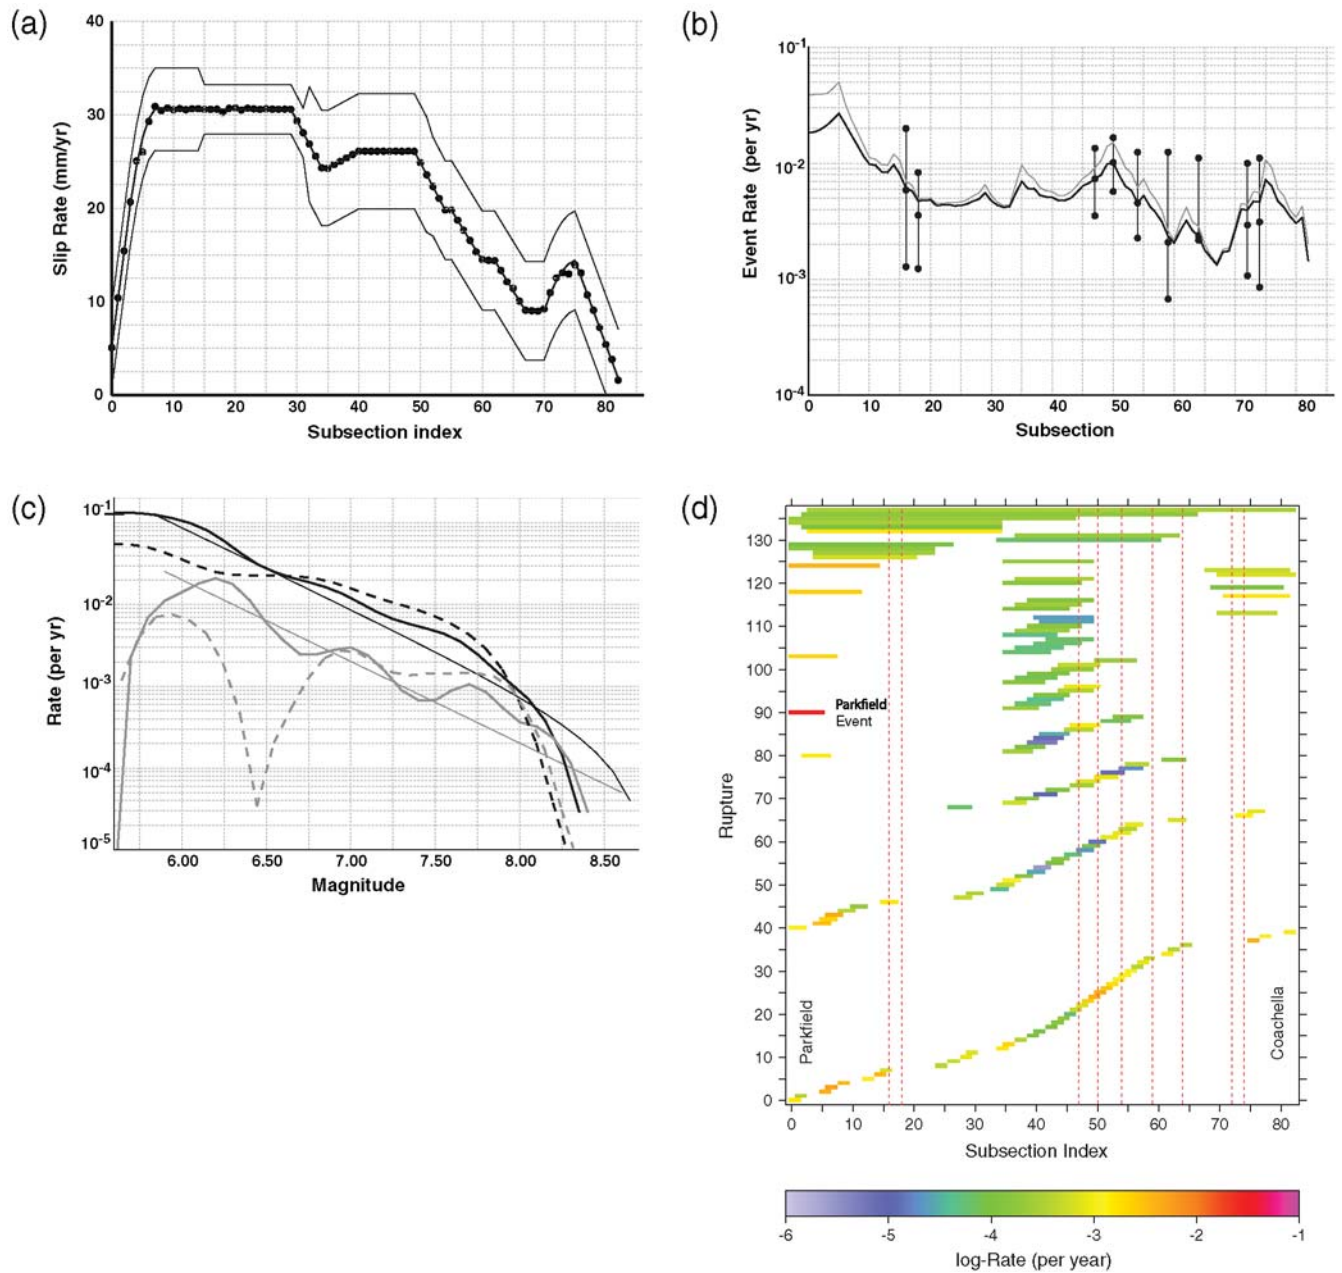 (a)
40
30
20
10
0
Slip Rate (mm/yr)
0 10 20 30 40 50 60 70 80
Subsection index
(b)
10-1
10-2
10-3
10-4
Event Rate (per yr)
0 10 20 30 40 50 60 70 80
Subsection
(c)
10-1
10-2
10-3
10-4
10-5
Rate (per yr)
6.00 6.50 7.00 7.50 8.00 8.50
Magnitude
(d)
130
120
110
100
90
80
70
60
50
40
30
20
10
0
Rupture
Parkfield
Event
Parkfield
Coachella
0 10 20 30 40 50 60 70 80
Subsection Index
-6 -5 -4 -3 -2 -1
log-Rate (per year)